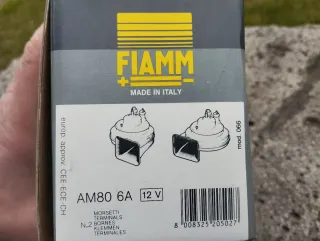 FIAMM
+ -
MADE IN ITALY
europ. approv. CEE ECE-CH
mod. 066
AM80 6A 12 V
MORSETTI
TERMINALS
N.2 BORNES
KLEMMEN
TERMINALES
8 008325 205027